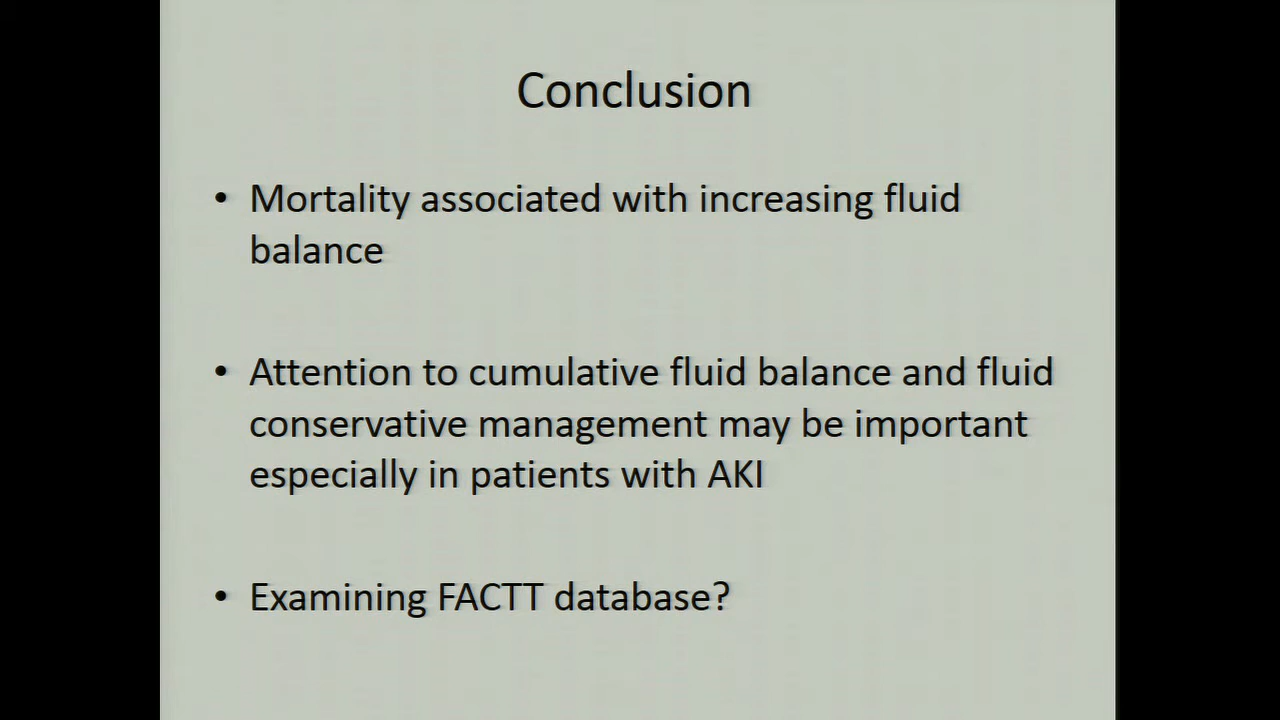 Conclusion
• Mortality associated with increasing fluid
balance
• Attention to cumulative fluid balance and fluid
conservative management may be important
especially in patients with AKI
• Examining FACTT database?